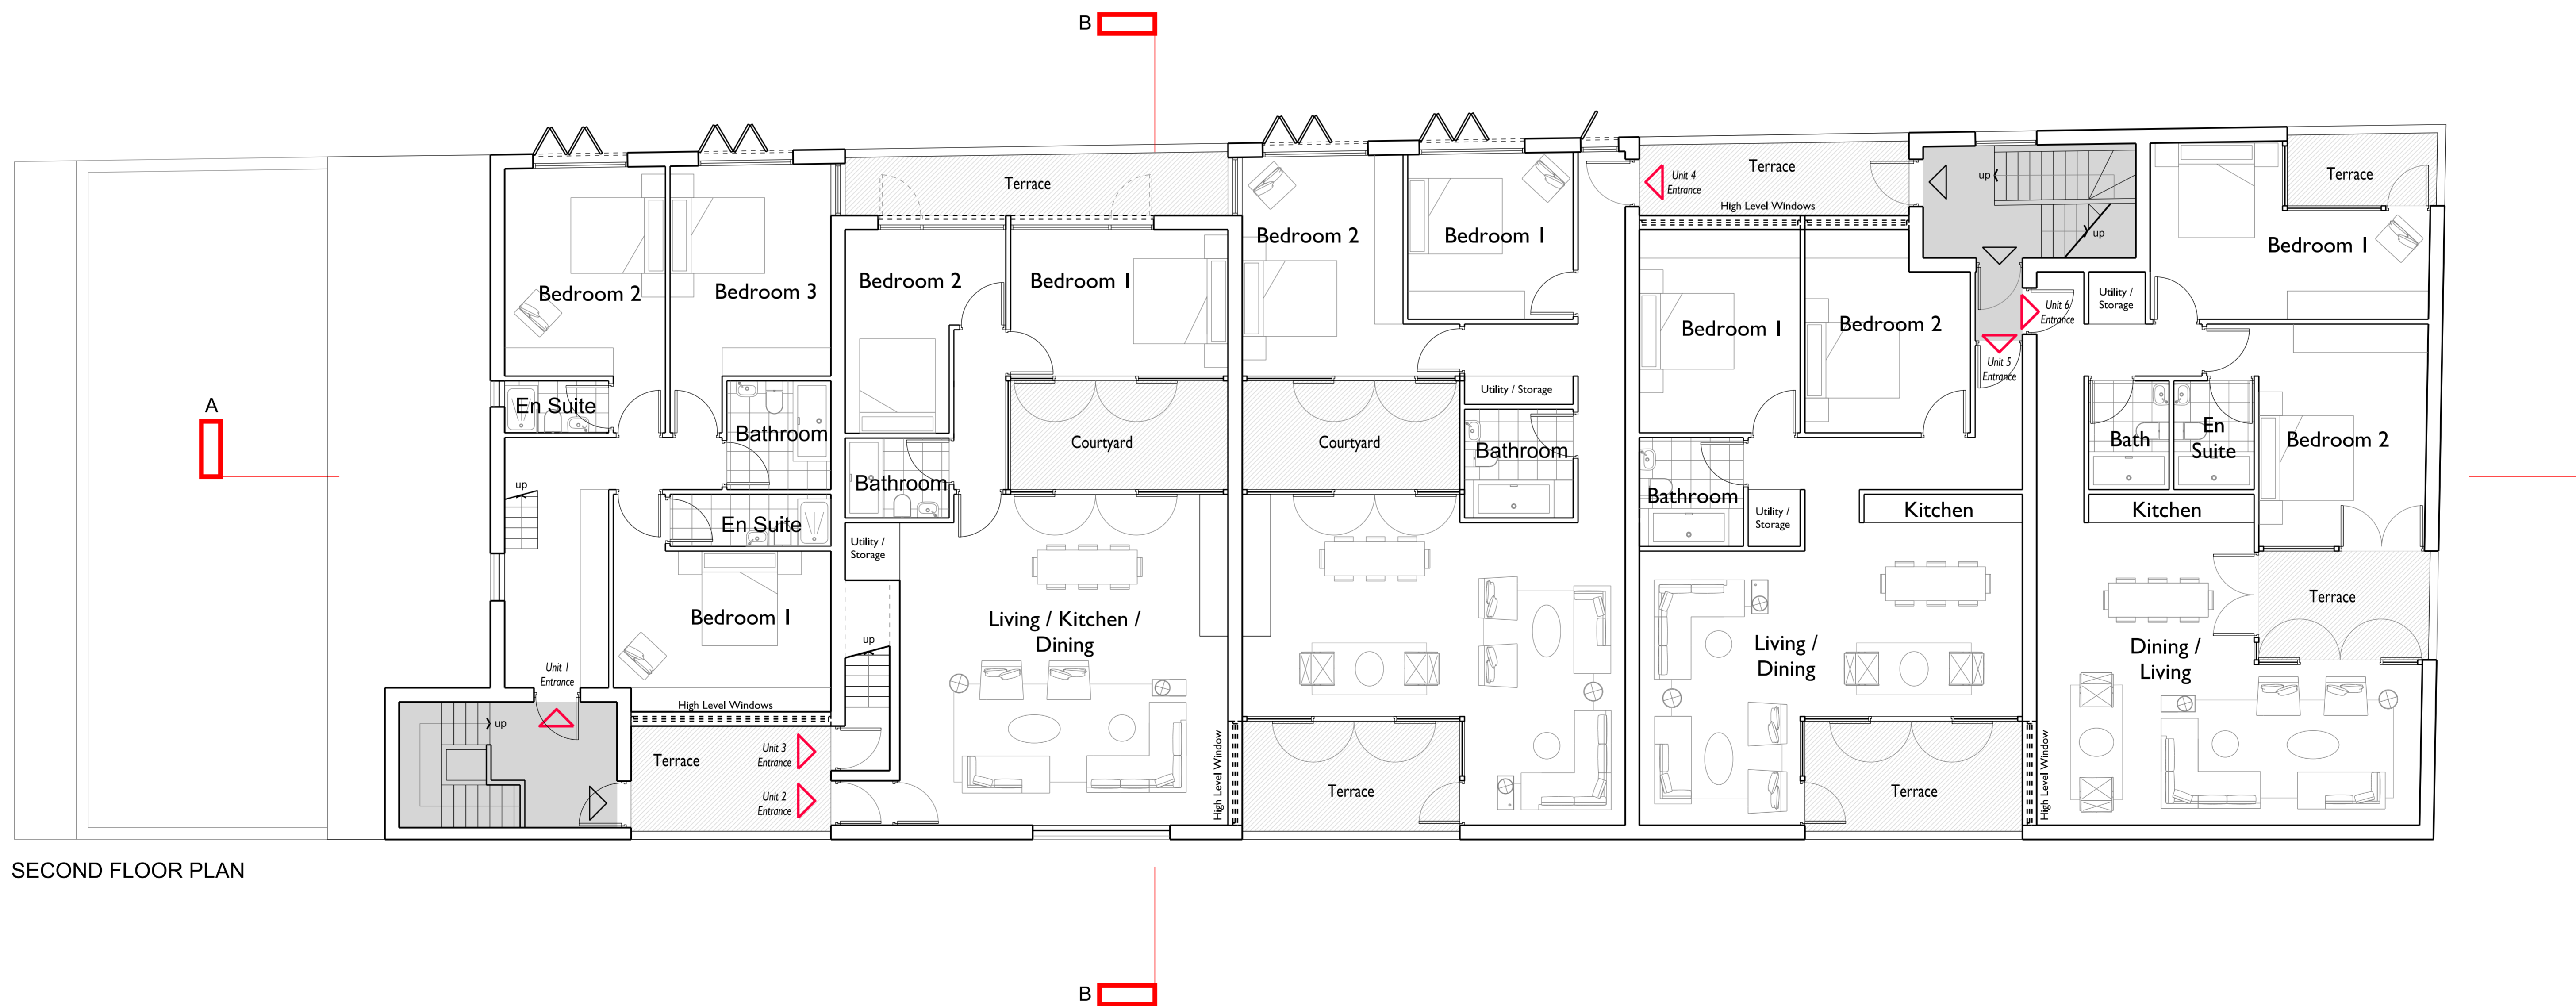 B
Terrace
Terrace
High Level Windows
Unit 4
Entrance
up
up
Terrace
Bedroom 2
Bedroom 1
Bedroom 1
Bedroom 2
Bedroom 3
Bedroom 2
Bedroom 1
Utility /
Storage
Unit 6
Entrance
Bedroom 1
Bedroom 2
Unit 5
Entrance
A
En Suite
Bathroom
Courtyard
Utility / Storage
Courtyard
Bathroom
Bath
En
Suite
Bedroom 2
up
Bathroom
Bathroom
Utility /
Storage
Kitchen
Kitchen
En Suite
Utility /
Storage
Bedroom 1
up
Living / Kitchen /
Dining
Living /
Dining
Dining /
Living
Terrace
Unit 1
Entrance
High Level Windows
up
Terrace
Unit 3
Entrance
Unit 2
Entrance
High Level Window
Terrace
Terrace
High Level Window
SECOND FLOOR PLAN
B